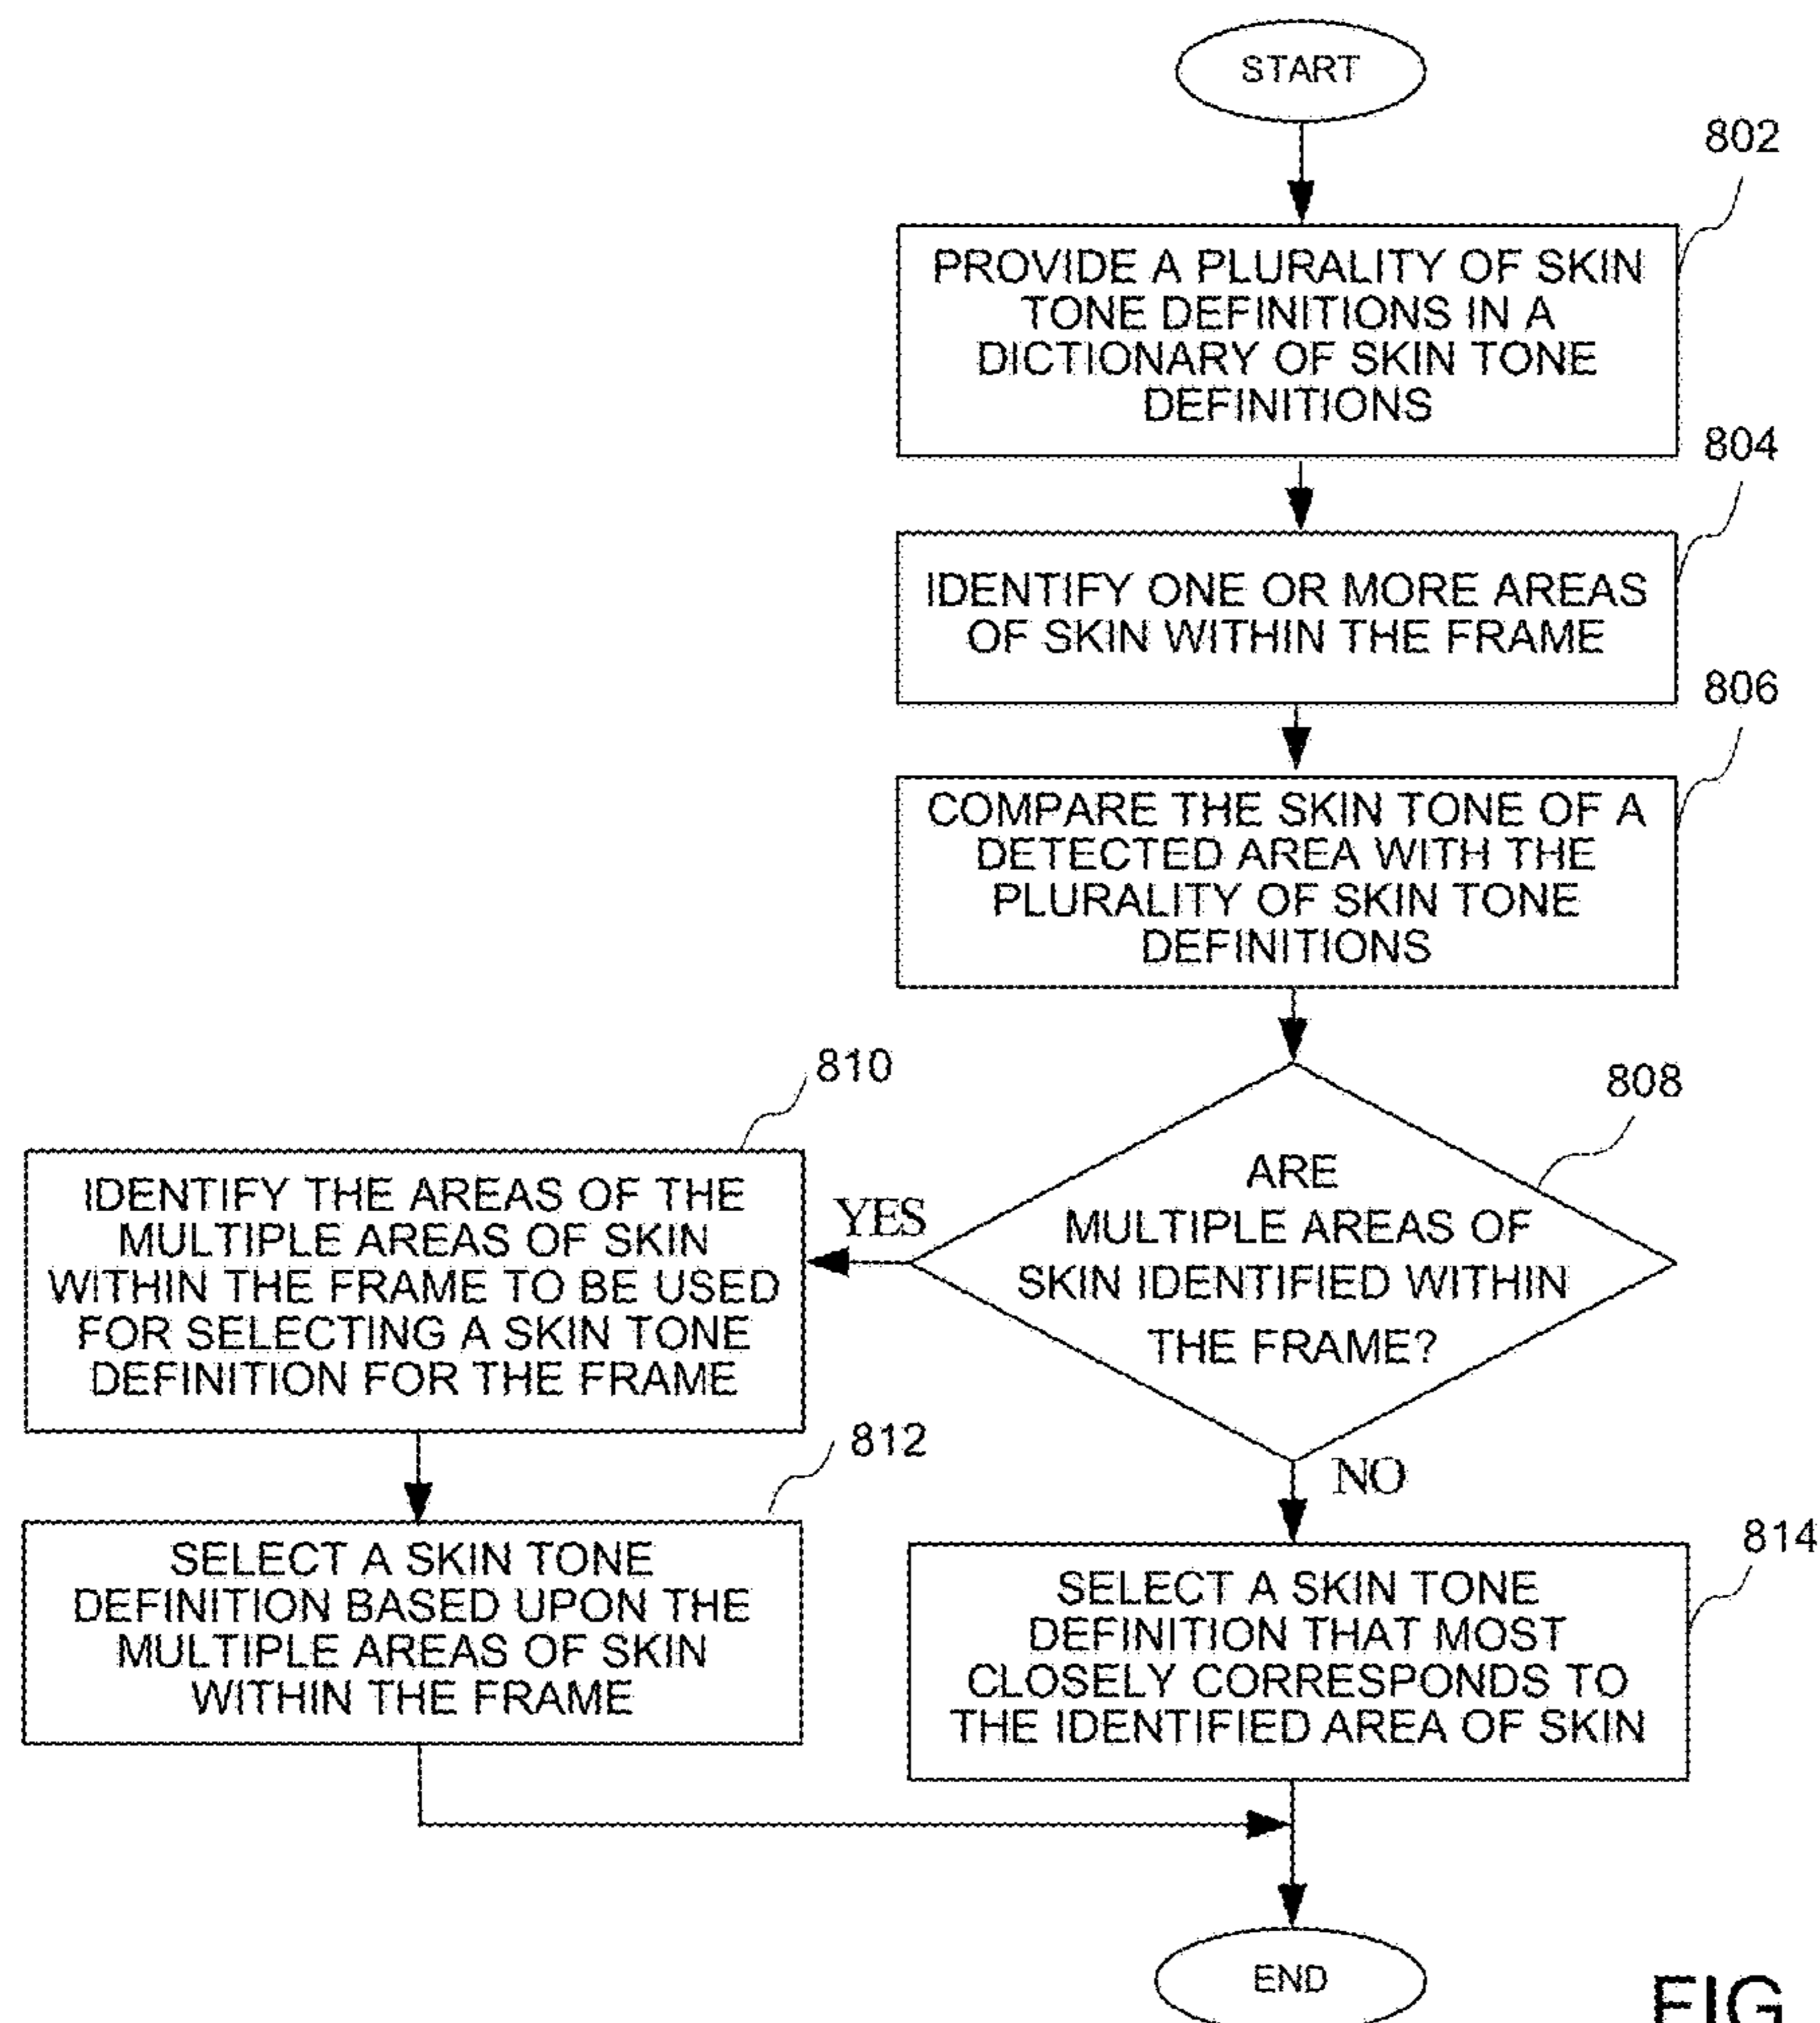 START
802
PROVIDE A PLURALITY OF SKIN
TONE DEFINITIONS IN A
DICTIONARY OF SKIN TONE
DEFINITIONS
804
IDENTIFY ONE OR MORE AREAS
OF SKIN WITHIN THE FRAME
806
COMPARE THE SKIN TONE OF A
DETECTED AREA WITH THE
PLURALITY OF SKIN TONE
DEFINITIONS
808
ARE
MULTIPLE AREAS OF
SKIN IDENTIFIED WITHIN
THE FRAME?
YES
810
IDENTIFY THE AREAS OF THE
MULTIPLE AREAS OF SKIN
WITHIN THE FRAME TO BE USED
FOR SELECTING A SKIN TONE
DEFINITION FOR THE FRAME
812
SELECT A SKIN TONE
DEFINITION BASED UPON THE
MULTIPLE AREAS OF SKIN
WITHIN THE FRAME
NO
814
SELECT A SKIN TONE
DEFINITION THAT MOST
CLOSELY CORRESPONDS TO
THE IDENTIFIED AREA OF SKIN
END
FIG